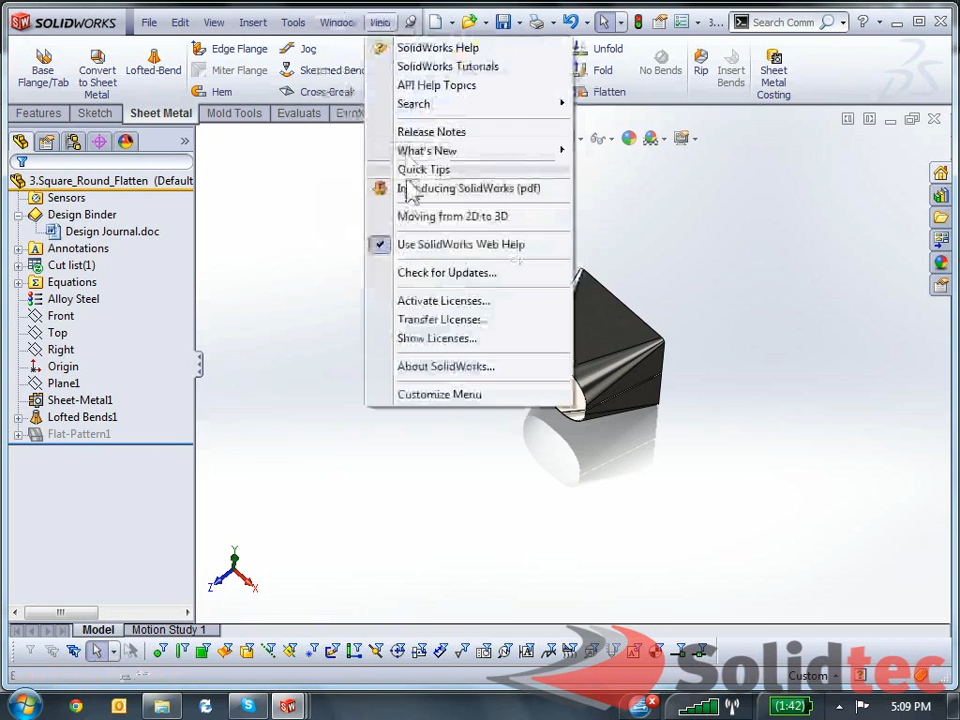 SOLIDWORKS
File Edit View Insert Tools Window
3... Search Comm
Base Flange/Tab
Convert to Sheet Metal
Lofted-Bend
Edge Flange
Miter Flange
Hem
Jog
Sketched Bend
Cross-Break
Unfold
Fold
Flatten
No Bends
Rip
Insert Bends
Sheet Metal Costing
Features Sketch Sheet Metal Mold Tools Evaluate
SolidWorks Help
SolidWorks Tutorials
API Help Topics
Search
Release Notes
What's New
Quick Tips
Introducing SolidWorks (pdf)
Moving from 2D to 3D
Use SolidWorks Web Help
Check for Updates...
Activate Licenses...
Transfer Licenses...
Show Licenses...
About SolidWorks...
Customize Menu
3.Square_Round_Flatten (Default
Sensors
Design Binder
Design Journal.doc
Annotations
Cut list(1)
Equations
Alloy Steel
Front
Top
Right
Origin
Plane1
Sheet-Metal1
Lofted Bends1
Flat-Pattern1
Y
Z X
Model Motion Study 1
Custom
Solidtec
(1:42) 5:09 PM